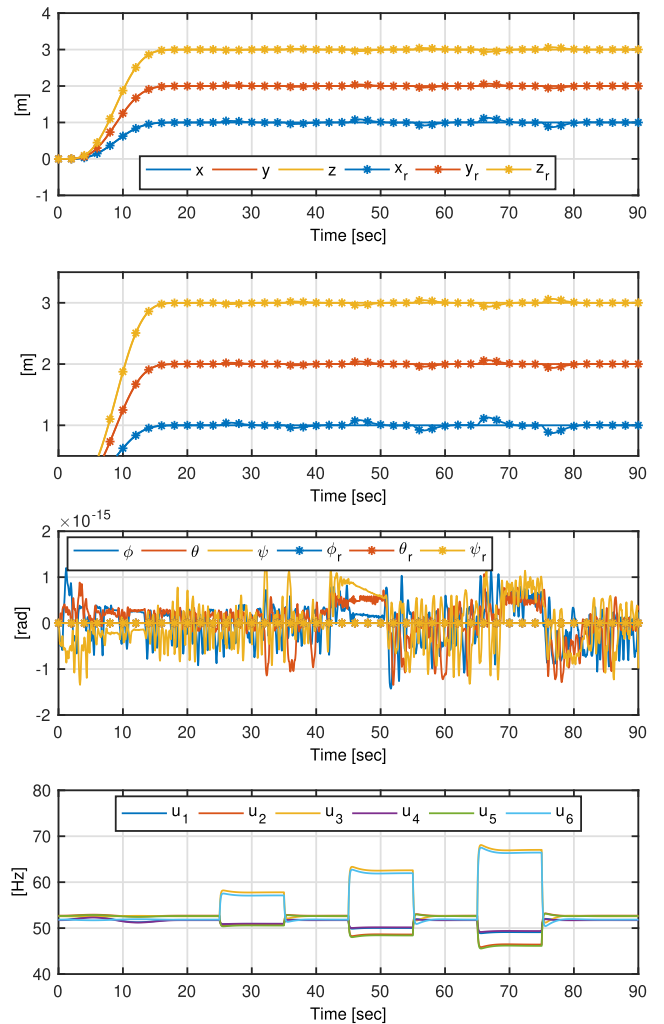 4
3
2
1
0
-1
[m]
x y z x_r y_r z_r
0 10 20 30 40 50 60 70 80 90
Time [sec]
3
2
1
[m]
0 10 20 30 40 50 60 70 80 90
Time [sec]
×10^-15
2
1
0
-1
-2
[rad]
ϕ θ ψ ϕ_r θ_r ψ_r
0 10 20 30 40 50 60 70 80 90
Time [sec]
80
70
60
50
40
[Hz]
u_1 u_2 u_3 u_4 u_5 u_6
0 10 20 30 40 50 60 70 80 90
Time [sec]